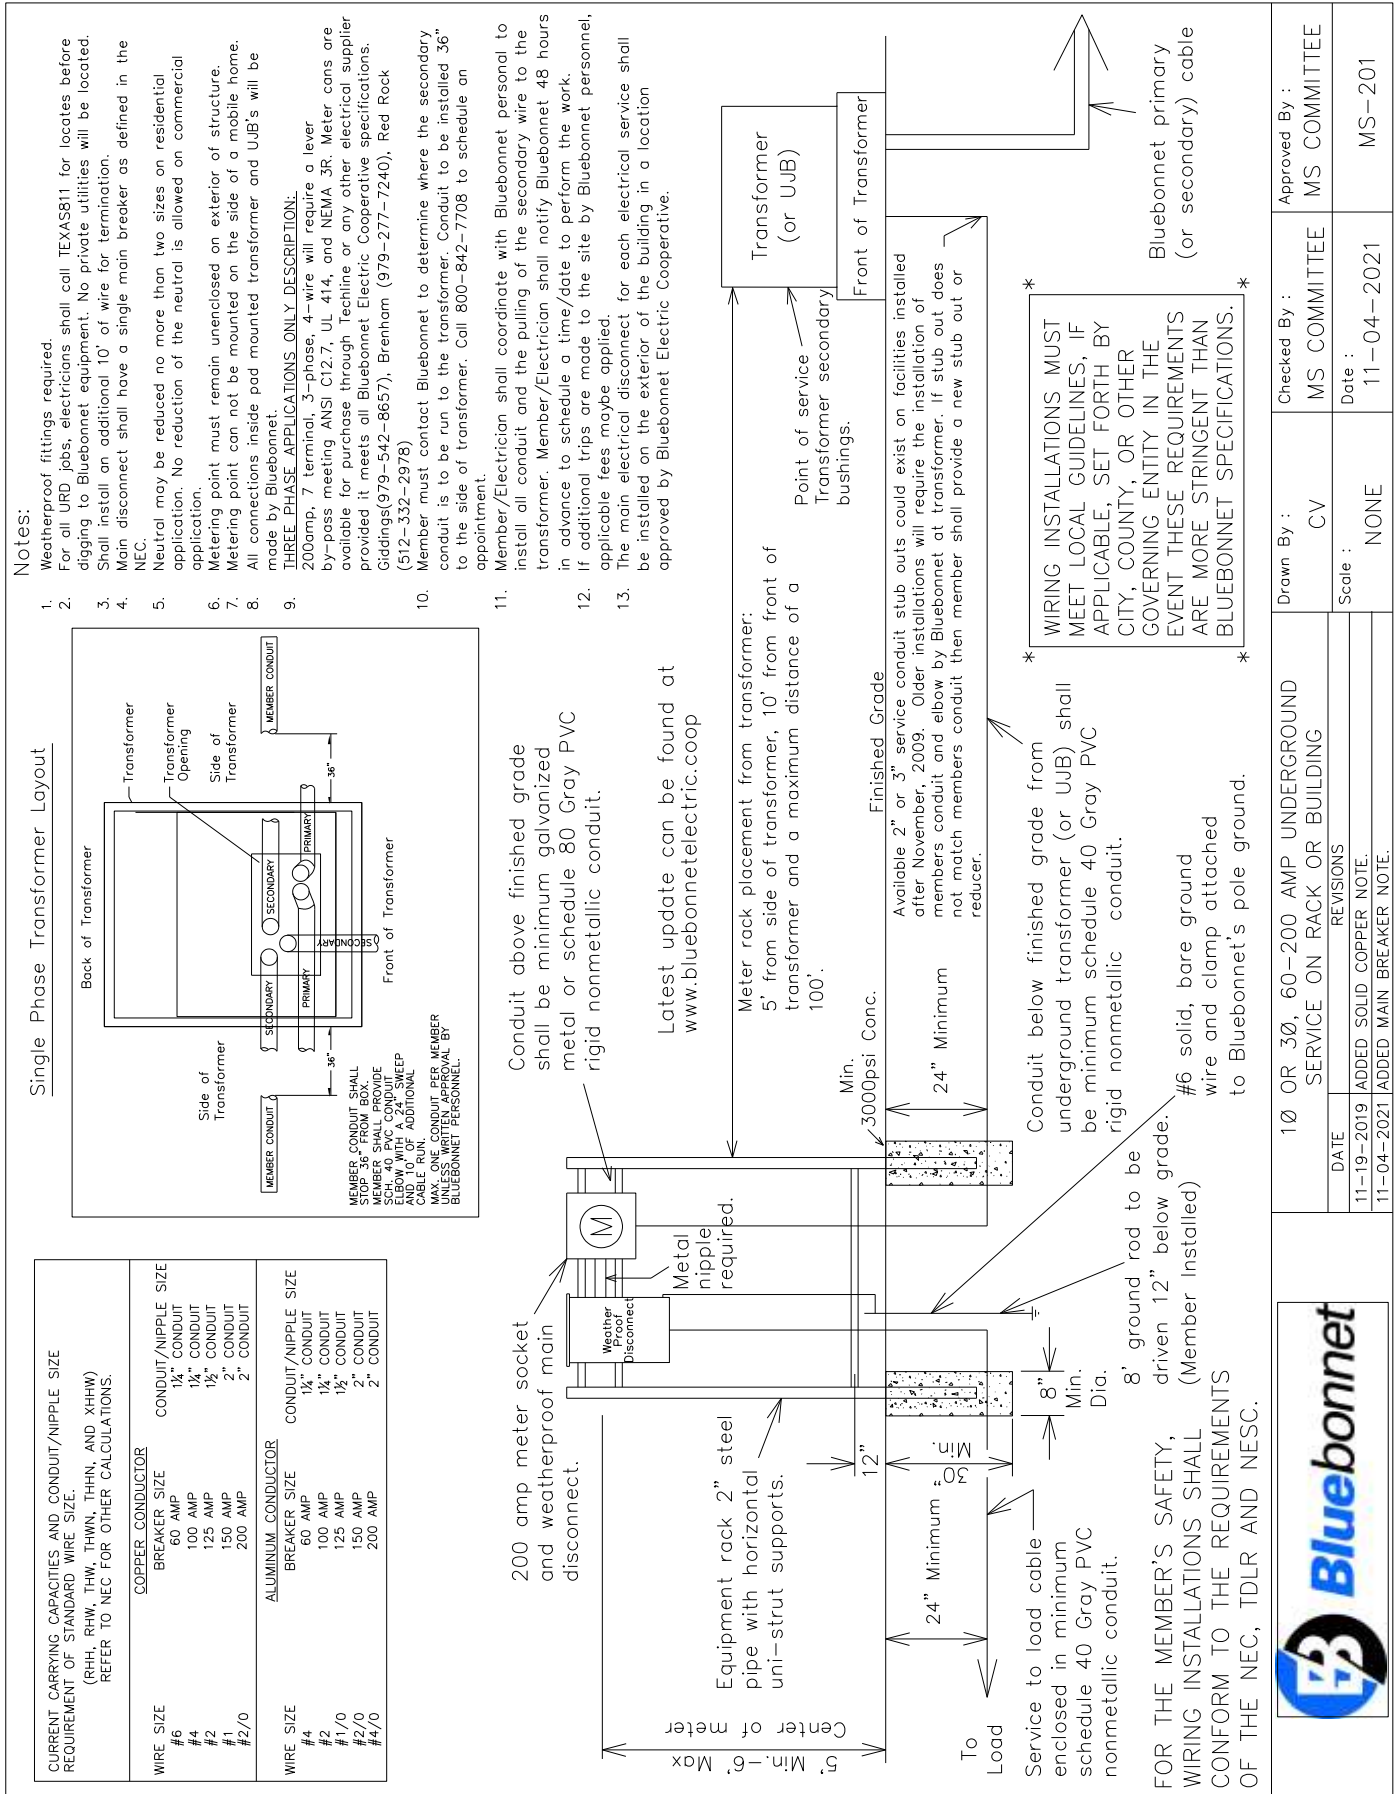 CURRENT CARRYING CAPACITIES AND CONDUIT/NIPPLE SIZE
REQUIREMENT OF STANDARD WIRE SIZE.
(RHH, RHW, THW, THWN, THHN, AND XHHW)
REFER TO NEC FOR OTHER CALCULATIONS.
COPPER CONDUCTOR
WIRE SIZE BREAKER SIZE CONDUIT/NIPPLE SIZE
#6 60 AMP 1¼" CONDUIT
#4 100 AMP 1¼" CONDUIT
#2 125 AMP 1½" CONDUIT
#1 150 AMP 2" CONDUIT
#2/0 200 AMP 2" CONDUIT
ALUMINUM CONDUCTOR
WIRE SIZE BREAKER SIZE CONDUIT/NIPPLE SIZE
#4 60 AMP 1¼" CONDUIT
#2 100 AMP 1¼" CONDUIT
#1/0 125 AMP 1½" CONDUIT
#2/0 150 AMP 2" CONDUIT
#4/0 200 AMP 2" CONDUIT
Single Phase Transformer Layout
Back of Transformer
Transformer
Transformer
Opening
Side of
Transformer
Side of
Transformer
MEMBER CONDUIT
MEMBER CONDUIT
36"
36"
SECONDARY
SECONDARY
SECONDARY
PRIMARY
PRIMARY
Front of Transformer
MEMBER CONDUIT SHALL
STOP 36" FROM BOX.
MEMBER SHALL PROVIDE
SCH. 40 PVC CONDUIT
ELBOW WITH A 24" SWEEP
AND 10' OF ADDITIONAL
CABLE RUN.
MAX. ONE CONDUIT PER MEMBER
UNLESS WRITTEN APPROVAL BY
BLUEBONNET PERSONNEL.
Notes:
1. Weatherproof fittings required.
2. For all URD jobs, electricians shall call TEXAS811 for locates before
digging to Bluebonnet equipment. No private utilities will be located.
3. Shall install an additional 10' of wire for termination.
4. Main disconnect shall have a single main breaker as defined in the
NEC.
5. Neutral may be reduced no more than two sizes on residential
application. No reduction of the neutral is allowed on commercial
application.
6. Metering point must remain unenclosed on exterior of structure.
7. Metering point can not be mounted on the side of a mobile home.
8. All connections inside pad mounted transformer and UJB's will be
made by Bluebonnet.
9. THREE PHASE APPLICATIONS ONLY DESCRIPTION:
200amp, 7 terminal, 3-phase, 4-wire will require a lever
by-pass meeting ANSI C12.7, UL 414, and NEMA 3R. Meter cans are
available for purchase through Techline or any other electrical supplier
provided it meets all Bluebonnet Electric Cooperative specifications.
Giddings(979-542-8657), Brenham (979-277-7240), Red Rock
(512-332-2978)
10. Member must contact Bluebonnet to determine where the secondary
conduit is to be run to the transformer. Conduit to be installed 36"
to the side of transformer. Call 800-842-7708 to schedule an
appointment.
11. Member/Electrician shall coordinate with Bluebonnet personal to
install all conduit and the pulling of the secondary wire to the
transformer. Member/Electrician shall notify Bluebonnet 48 hours
in advance to schedule a time/date to perform the work.
12. If additional trips are made to the site by Bluebonnet personnel,
applicable fees maybe applied.
13. The main electrical disconnect for each electrical service shall
be installed on the exterior of the building in a location
approved by Bluebonnet Electric Cooperative.
200 amp meter socket
and weatherproof main
disconnect.
Conduit above finished grade
shall be minimum galvanized
metal or schedule 80 Gray PVC
rigid nonmetallic conduit.
Latest update can be found at
www.bluebonnetelectric.coop
M
Weather
Proof
Disconnect
Metal
nipple
required.
Equipment rack 2" steel
pipe with horizontal
uni-strut supports.
5' Min.-6' Max
Center of meter
Meter rack placement from transformer:
5' from side of transformer, 10' from front of
transformer and a maximum distance of a
100'.
Point of service
Transformer secondary
bushings.
Transformer
(or UJB)
Front of Transformer
Min.
3000psi Conc.
Finished Grade
12"
24" Minimum
30"
Min.
8"
Min.
Dia.
24" Minimum
Available 2" or 3" service conduit stub outs could exist on facilities installed
after November, 2009. Older installations will require the installation of
members conduit and elbow by Bluebonnet at transformer. If stub out does
not match members conduit then member shall provide a new stub out or
reducer.
To
Load
Service to load cable
enclosed in minimum
schedule 40 Gray PVC
nonmetallic conduit.
8' ground rod to be
driven 12" below grade.
(Member Installed)
Conduit below finished grade from
underground transformer (or UJB) shall
be minimum schedule 40 Gray PVC
rigid nonmetallic conduit.
#6 solid, bare ground
wire and clamp attached
to Bluebonnet's pole ground.
Bluebonnet primary
(or secondary) cable
* *
WIRING INSTALLATIONS MUST
MEET LOCAL GUIDELINES, IF
APPLICABLE, SET FORTH BY
CITY, COUNTY, OR OTHER
GOVERNING ENTITY IN THE
EVENT THESE REQUIREMENTS
ARE MORE STRINGENT THAN
BLUEBONNET SPECIFICATIONS.
* *
FOR THE MEMBER'S SAFETY,
WIRING INSTALLATIONS SHALL
CONFORM TO THE REQUIREMENTS
OF THE NEC, TDLR AND NESC.
Bluebonnet
1Ø OR 3Ø, 60-200 AMP UNDERGROUND
SERVICE ON RACK OR BUILDING
DATE REVISIONS
11-19-2019 ADDED SOLID COPPER NOTE.
11-04-2021 ADDED MAIN BREAKER NOTE.
Drawn By :
CV
Checked By :
MS COMMITTEE
Approved By :
MS COMMITTEE
Scale :
NONE
Date :
11-04-2021
MS-201